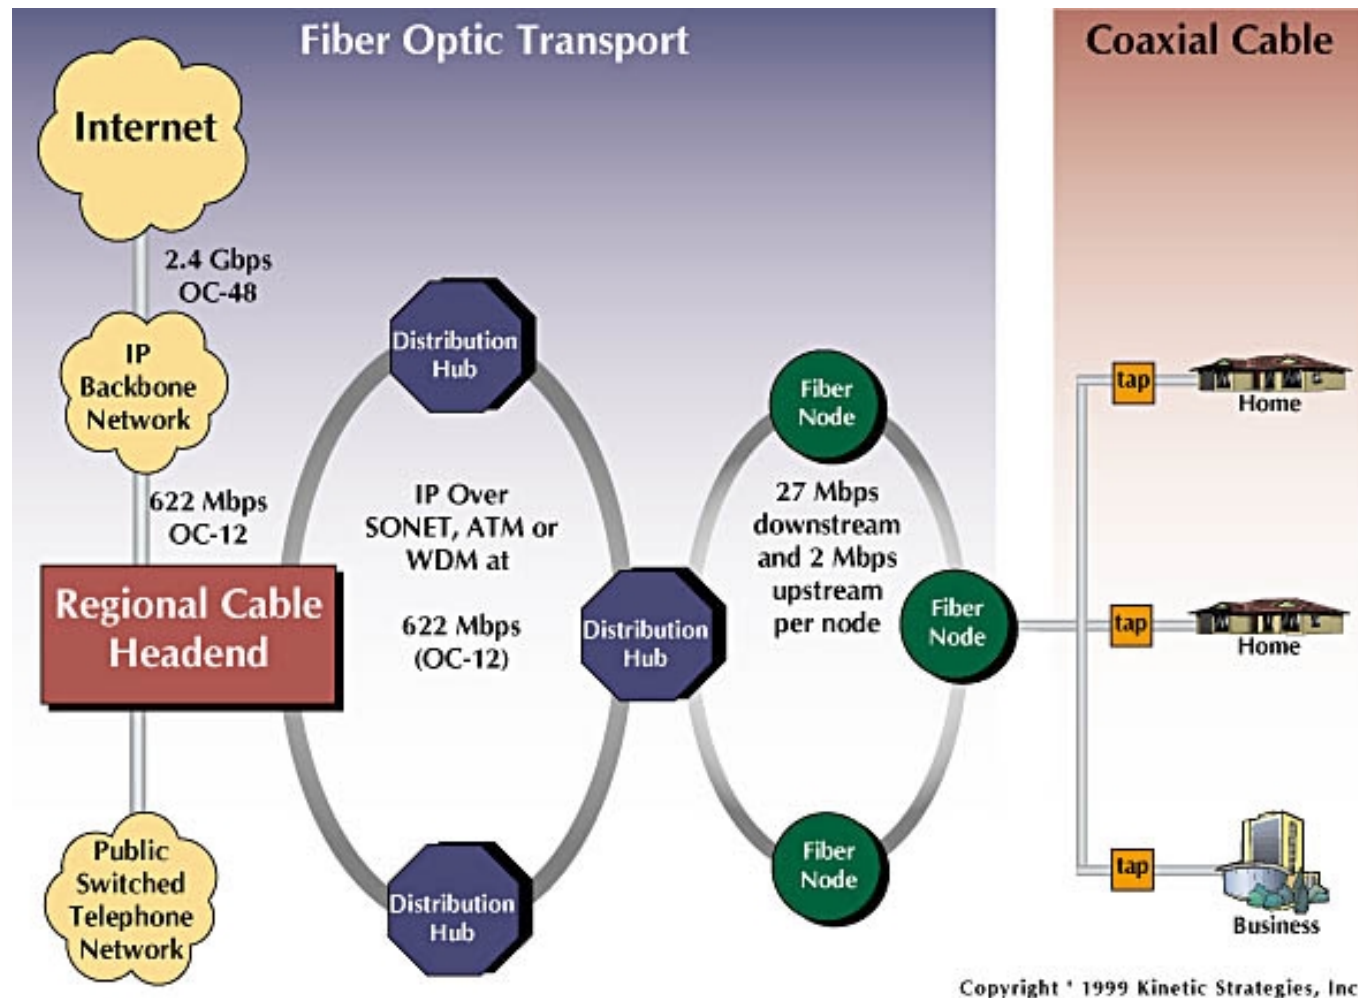 Fiber Optic Transport
Coaxial Cable
Internet
2.4 Gbps
OC-48
IP
Backbone
Network
622 Mbps
OC-12
Regional Cable
Headend
Public
Switched
Telephone
Network
Distribution
Hub
IP Over
SONET, ATM or
WDM at
622 Mbps
(OC-12)
Distribution
Hub
Distribution
Hub
Fiber
Node
27 Mbps
downstream
and 2 Mbps
upstream
per node
Fiber
Node
Fiber
Node
tap
Home
tap
Home
tap
Business
Copyright ' 1999 Kinetic Strategies, Inc